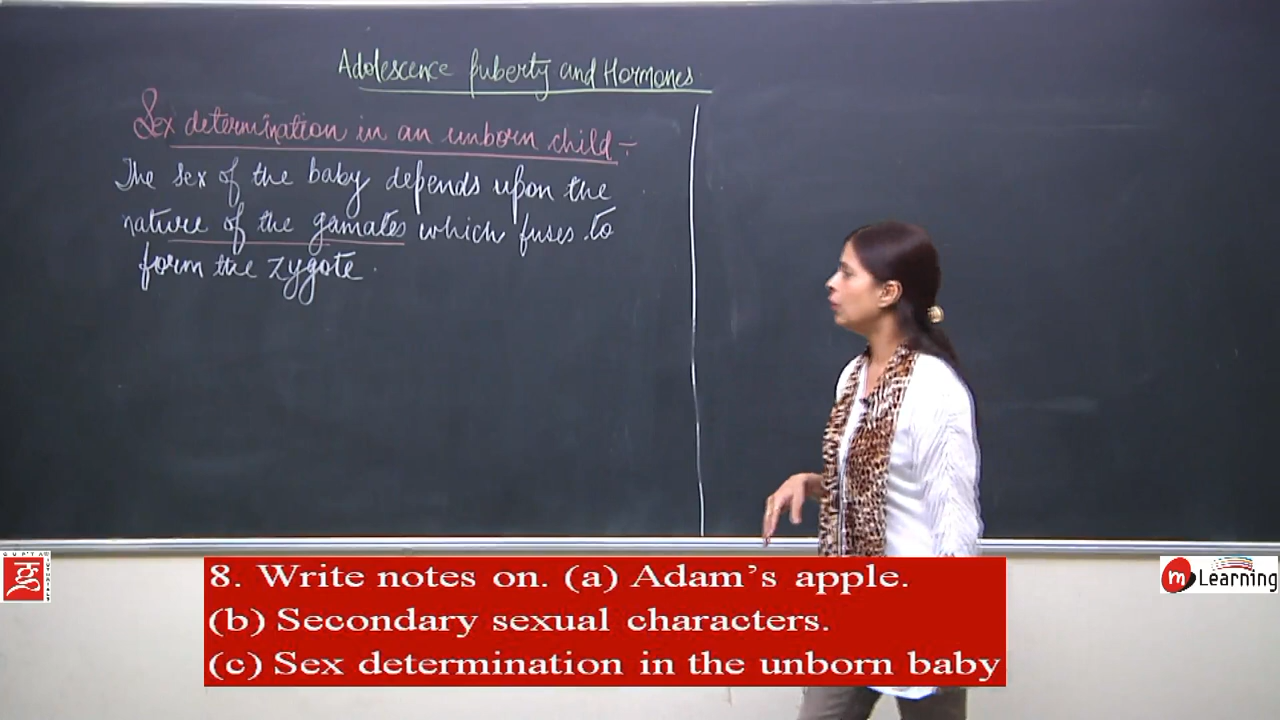 Adolescence puberty and Hormones.
Sex determination in an unborn child :-
The sex of the baby depends upon the
nature of the gamates which fuses to
form the zygote.
8. Write notes on. (a) Adam’s apple.
(b) Secondary sexual characters.
(c) Sex determination in the unborn baby
GUPTA
m Learning